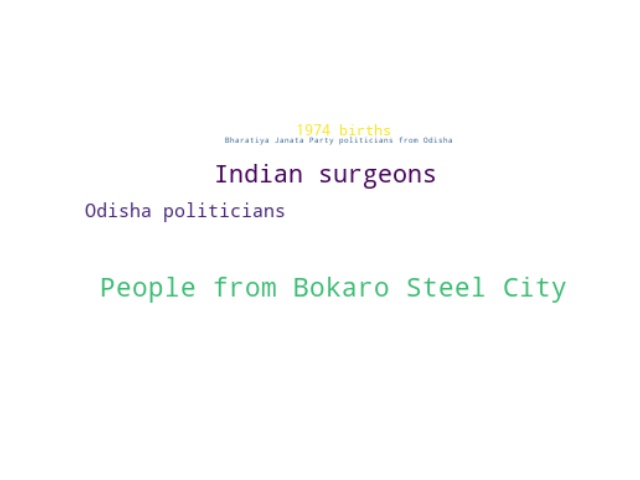 1974 births
Bharatiya Janata Party politicians from Odisha
Indian surgeons
Odisha politicians
People from Bokaro Steel City